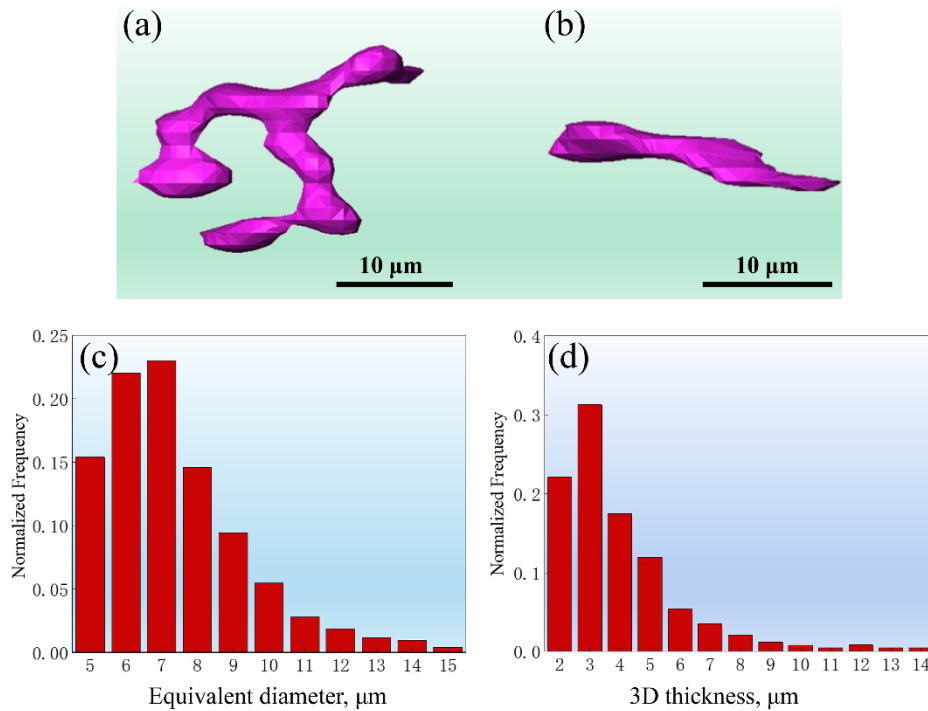 (a)
(b)
10 μm
10 μm
(c)
0.25
0.20
0.15
0.10
0.05
0.00
Normalized Frequency
5 6 7 8 9 10 11 12 13 14 15
Equivalent diameter, μm
(d)
0.4
0.3
0.2
0.1
0.0
Normalized Frequency
2 3 4 5 6 7 8 9 10 11 12 13 14
3D thickness, μm